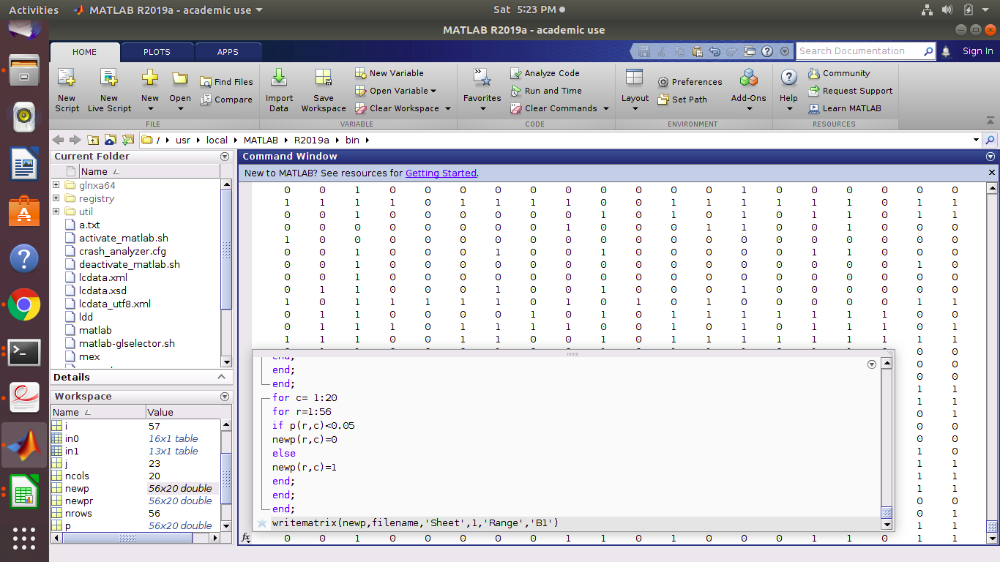 Activities
MATLAB R2019a - academic use
Sat 5:23 PM
MATLAB R2019a - academic use
HOME PLOTS APPS
Search Documentation
Sign In
New Script
New Live Script
New
Open
Find Files
Compare
FILE
Import Data
Save Workspace
New Variable
Open Variable
Clear Workspace
VARIABLE
Favorites
Analyze Code
Run and Time
Clear Commands
CODE
Layout
Preferences
Set Path
Add-Ons
ENVIRONMENT
Help
Community
Request Support
Learn MATLAB
RESOURCES
/ usr local MATLAB R2019a bin
Current Folder
Name
glnxa64
registry
util
a.txt
activate_matlab.sh
crash_analyzer.cfg
deactivate_matlab.sh
lcdata.xml
lcdata.xsd
lcdata_utf8.xml
ldd
matlab
matlab-glselector.sh
mex
Details
Workspace
Name Value
i 57
in0 16x1 table
in1 13x1 table
j 23
ncols 20
newp 56x20 double
newpr 56x20 double
nrows 56
p 56x20 double
Command Window
New to MATLAB? See resources for Getting Started.
0 0 1 0 0 0 0 0 0 0 0 0 0 1 0 0 0 0 0 0
1 1 1 1 0 1 1 1 1 0 0 1 1 1 1 1 1 0 1 1
0 0 1 0 0 0 0 0 0 1 0 1 0 1 0 1 1 0 1 1
0 0 0 0 0 0 0 0 1 0 0 0 1 1 0 0 1 0 0 0
1 0 0 0 0 0 0 0 0 0 0 0 0 0 0 0 0 0 0 0
0 0 1 0 0 0 1 0 0 1 0 0 0 0 0 1 1 0 0 0
0 0 0 0 0 0 0 0 0 0 0 0 0 0 0 0 0 0 1 0
0 0 1 0 0 0 0 0 0 0 0 0 0 0 0 0 0 0 0 0
0 1 1 0 0 0 1 0 0 1 0 0 0 1 0 0 0 0 0 0
1 0 1 1 1 1 1 0 1 0 1 0 1 0 0 0 0 0 1 1
0 1 1 0 0 0 0 1 0 1 0 0 1 1 1 1 1 1 0 1
0 1 1 1 0 1 1 1 1 0 0 0 1 0 1 0 1 1 0 1
1 1 1 0 0 1 1 0 0 1 0 1 1 1 1 1 1 1 1 1
0 0
0 0
0 0
1 1
1 1
0 1
0 0
0 0
1 0
1 1
1 1
1 1
0 0
0 1
1 1
end;
end;
for c= 1:20
for r=1:56
if p(r,c)<0.05
newp(r,c)=0
else
newp(r,c)=1
end;
end;
end;
writematrix(newp,filename,'Sheet',1,'Range','B1')
fx
0 0 1 0 0 0 0 0 1 1 0 1 0 0 0 1 1 0 1 1